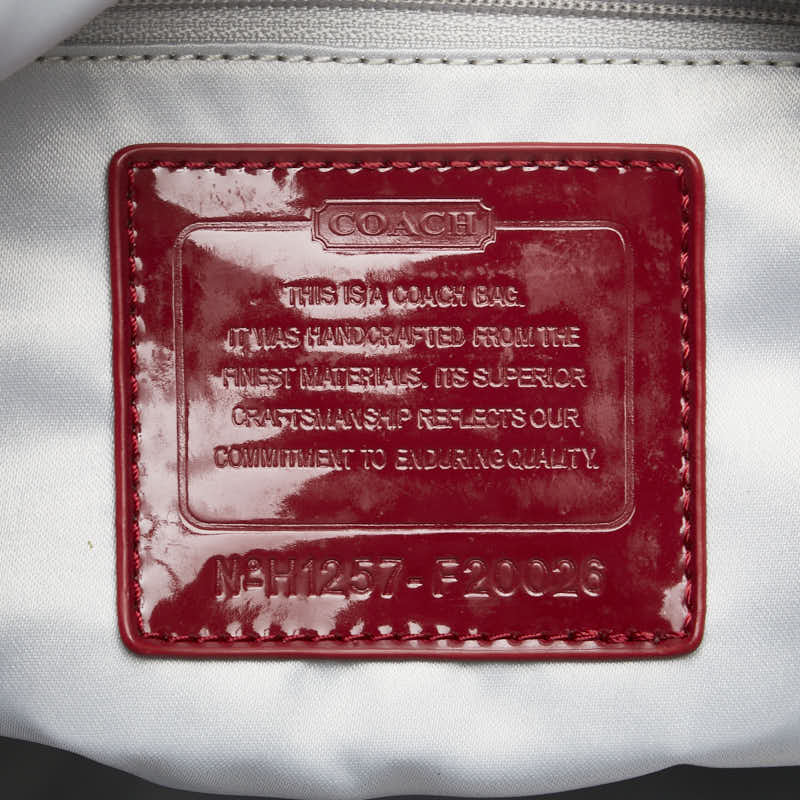 COACH
THIS IS A COACH BAG.
IT WAS HANDCRAFTED FROM THE
FINEST MATERIALS. ITS SUPERIOR
CRAFTSMANSHIP REFLECTS OUR
COMMITMENT TO ENDURING QUALITY.
Nº H1257-F20026